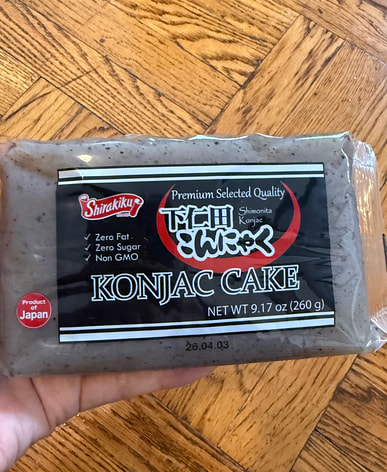 Premium Selected Quality
Shirakiku
下仁田
こんにゃく
Shimonita
Konjac
✓ Zero Fat
✓ Zero Sugar
✓ Non GMO
KONJAC CAKE
NET WT 9.17 oz (260 g)
Product of
Japan
26.04.03